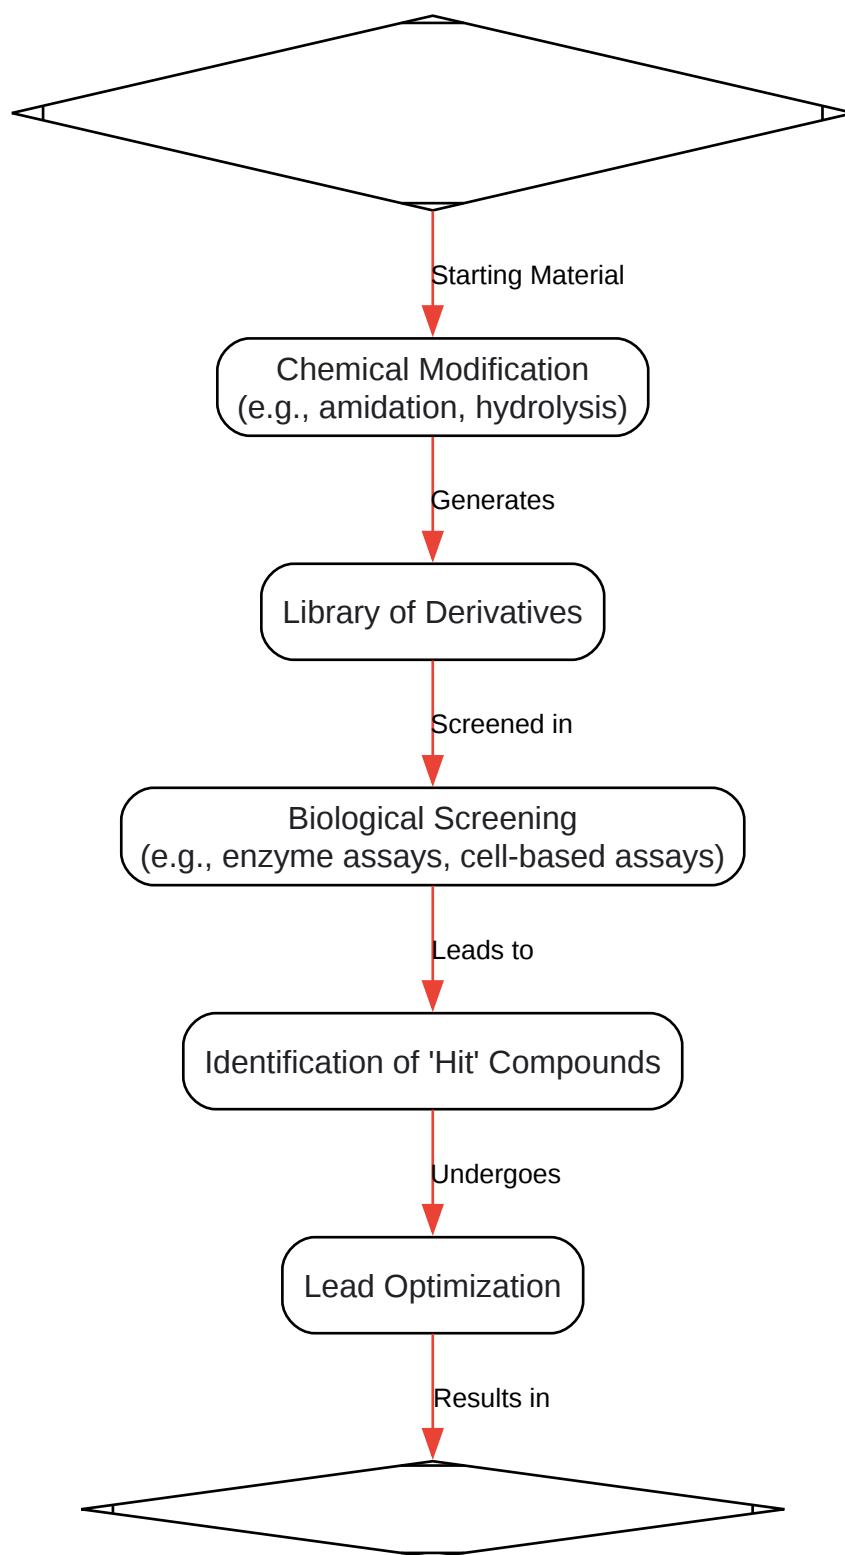 Starting Material
Chemical Modification
(e.g., amidation, hydrolysis)
Generates
Library of Derivatives
Screened in
Biological Screening
(e.g., enzyme assays, cell-based assays)
Leads to
Identification of 'Hit' Compounds
Undergoes
Lead Optimization
Results in